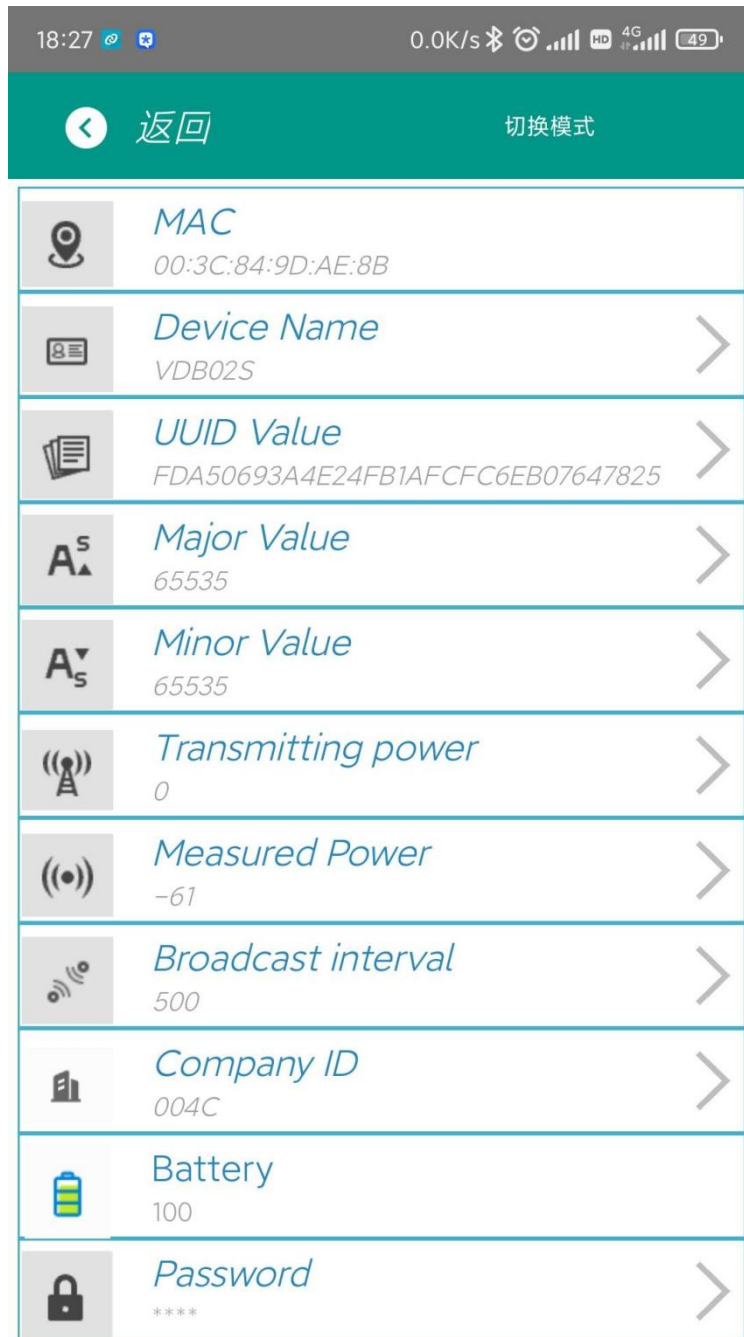 18:27 0.0K/s HD 4G 49
返回 切换模式
MAC
00:3C:84:9D:AE:8B
Device Name
VDB02S
UUID Value
FDA50693A4E24FB1AFCFC6EB07647825
Major Value
65535
Minor Value
65535
Transmitting power
0
Measured Power
-61
Broadcast interval
500
Company ID
004C
Battery
100
Password
****